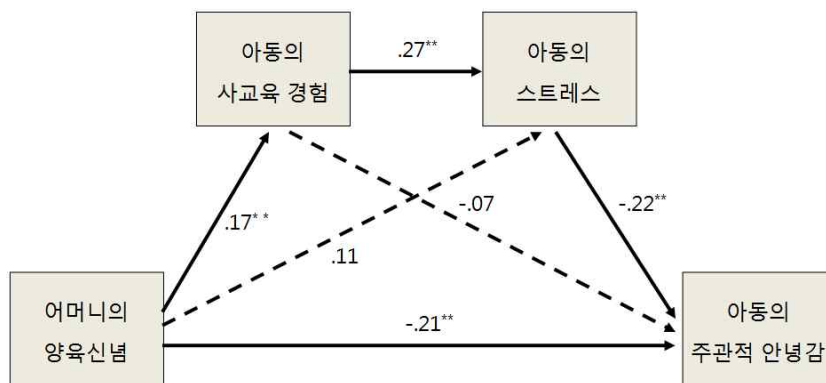 아동의
사교육 경험
.27**
아동의
스트레스
.17* *
.11
-.07
-.22**
어머니의
양육신념
-.21**
아동의
주관적 안녕감